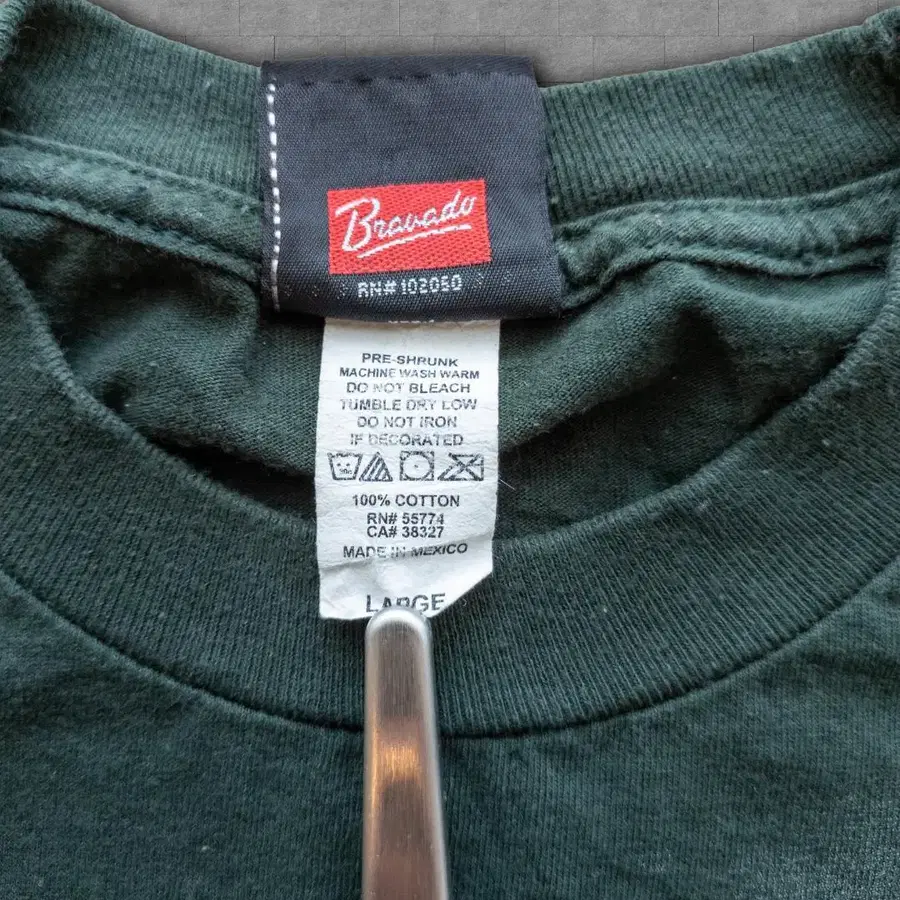 Bravado
RN# 102050
PRE-SHRUNK
MACHINE WASH WARM
DO NOT BLEACH
TUMBLE DRY LOW
DO NOT IRON
IF DECORATED
100% COTTON
RN# 55774
CA# 38327
MADE IN MEXICO
LARGE